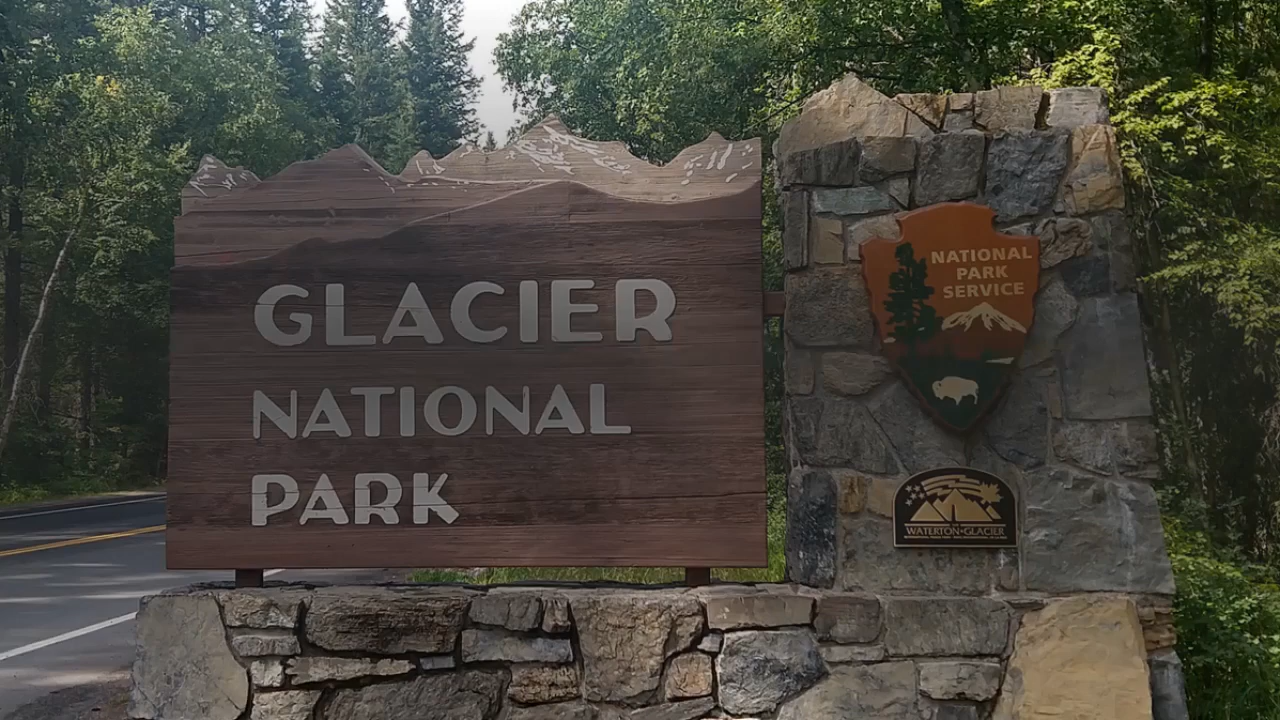 GLACIER
NATIONAL
PARK
NATIONAL
PARK
SERVICE
WATERTON-GLACIER